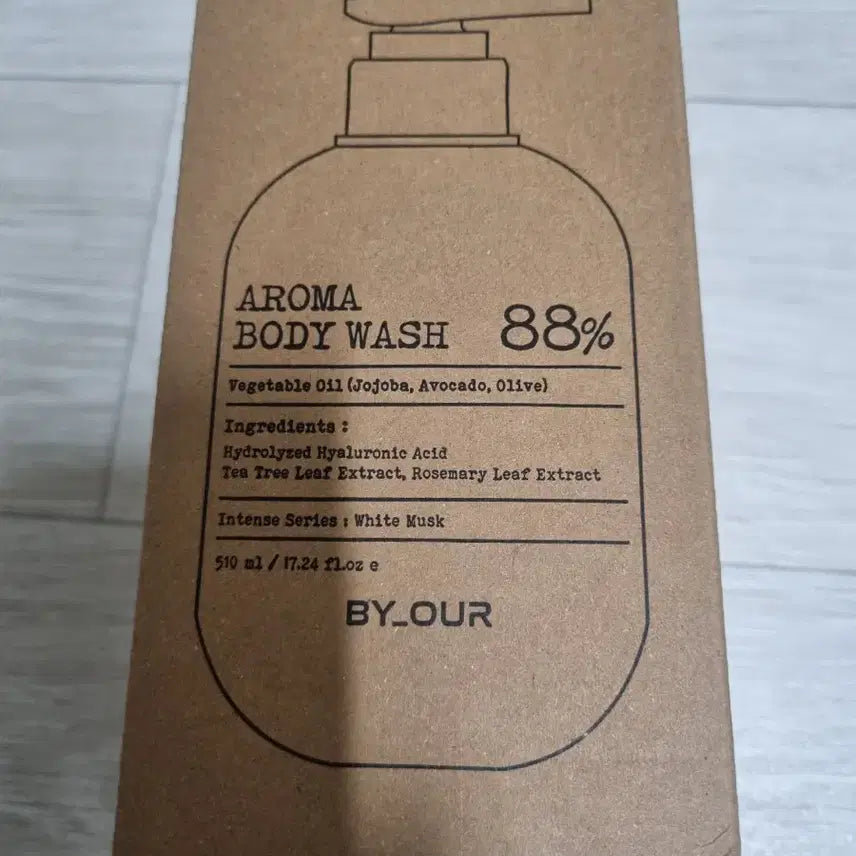 AROMA
BODY WASH 88%
Vegetable Oil (Jojoba, Avocado, Olive)
Ingredients :
Hydrolyzed Hyaluronic Acid
Tea Tree Leaf Extract, Rosemary Leaf Extract
Intense Series : White Musk
510 ml / 17.24 fl.oz e
BY_OUR